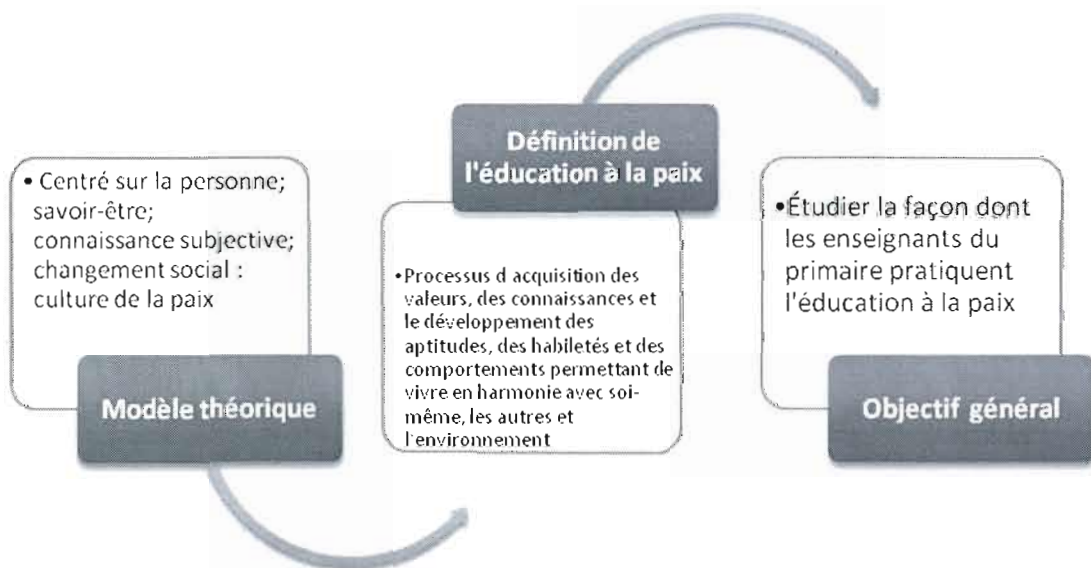 • Centré sur la personne;
savoir-être;
connaissance subjective;
changement social :
culture de la paix
Modèle théorique
Définition de
l'éducation à la paix
•Processus d acquisition des
valeurs, des connaissances et
le développement des
aptitudes, des habiletés et des
comportements permettant de
vivre en harmonie avec soi-
même, les autres et
l'environnement
•Étudier la façon dont
les enseignants du
primaire pratiquent
l'éducation à la paix
Objectif général